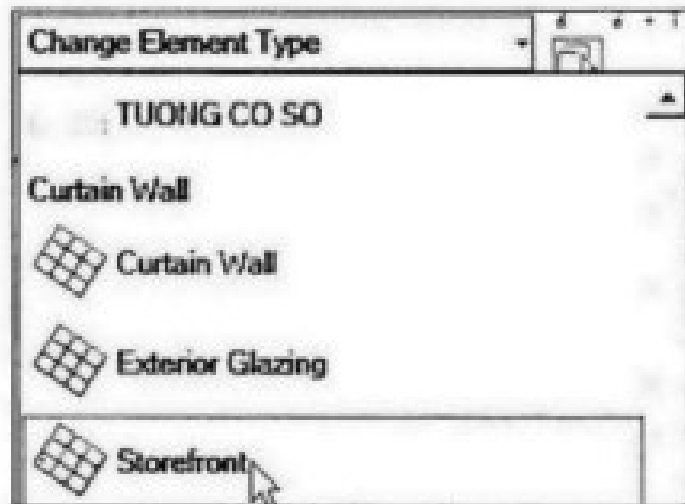 Change Element Type
TUONG CO SO
Curtain Wall
Curtain Wall
Exterior Glazing
Storefront